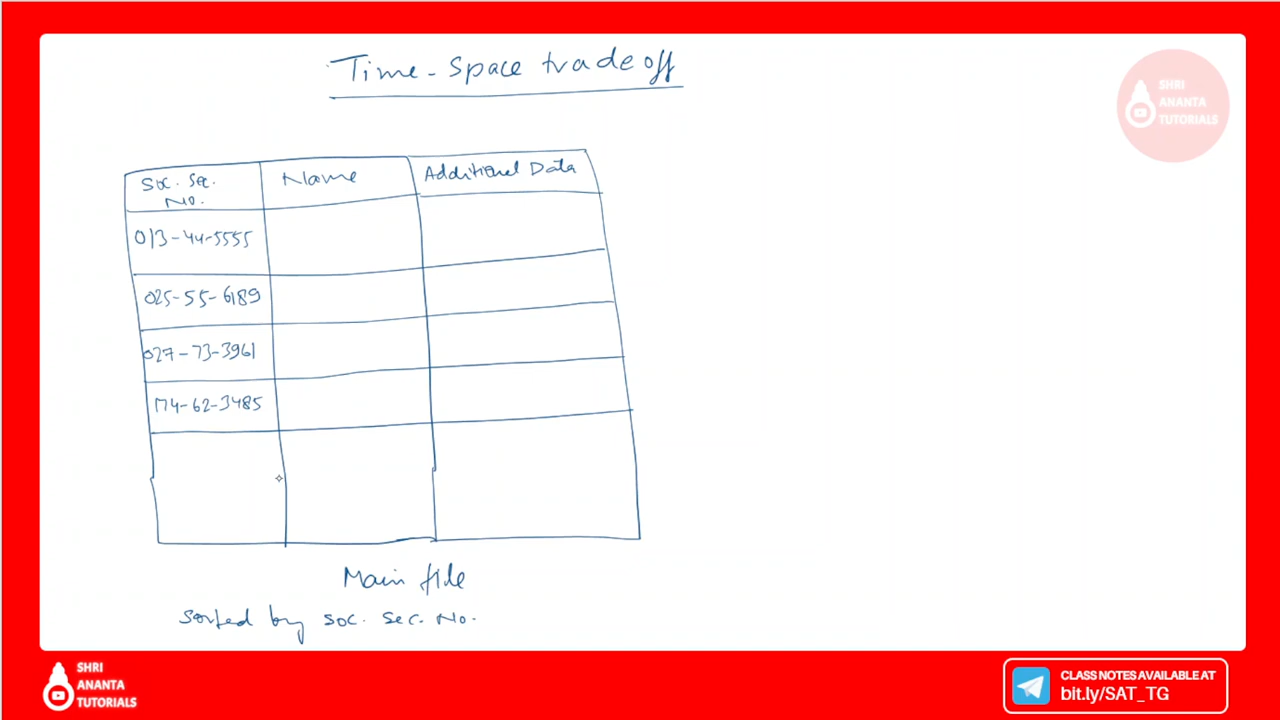 Time-Space tradeoff
SHRI
ANANTA
TUTORIALS
Soc. Sec.
No.
Name
Additional Data
013-44-5555
025-55-6189
027-73-3961
174-62-3485
Main file
Sorted by Soc. Sec. No.
SHRI
ANANTA
TUTORIALS
CLASS NOTES AVAILABLE AT
bit.ly/SAT_TG